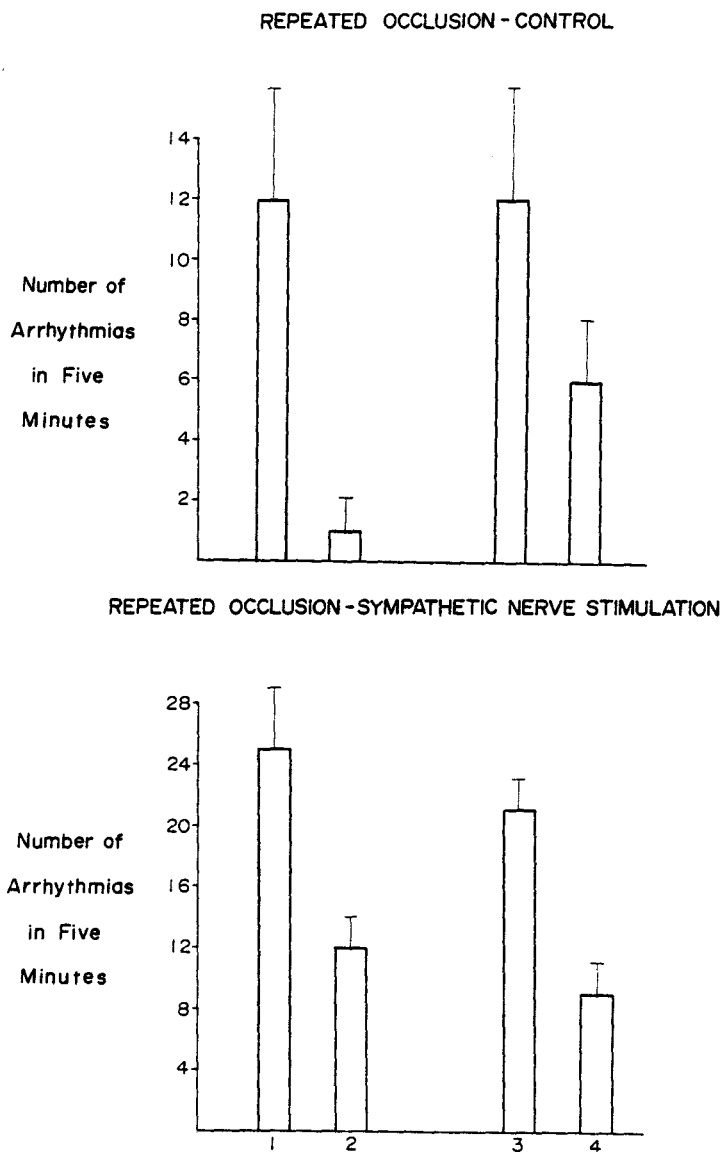 REPEATED OCCLUSION - CONTROL
14
12
10
8
6
4
2
Number of
Arrhythmias
in Five
Minutes
REPEATED OCCLUSION - SYMPATHETIC NERVE STIMULATION
28
24
20
16
12
8
4
Number of
Arrhythmias
in Five
Minutes
1 2 3 4